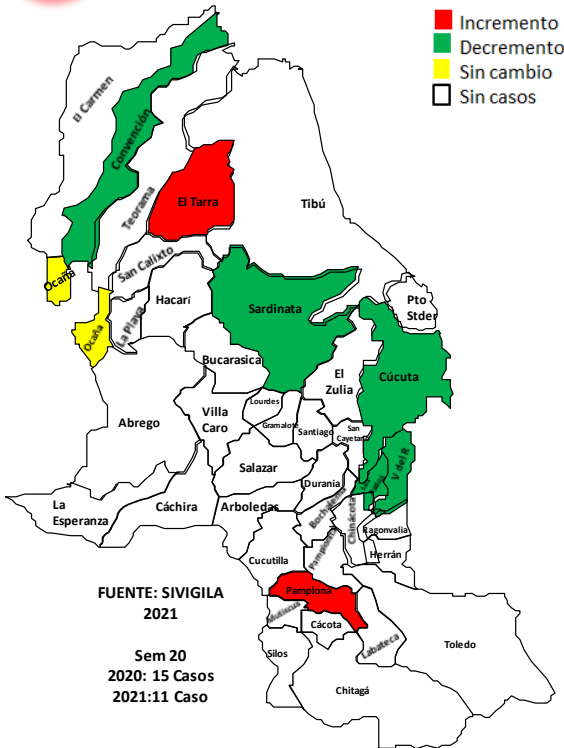 Incremento
Decremento
Sin cambio
Sin casos
El Carmen
Convención
Teorama
El Tarra
Tibú
San Calixto
Ocaña
Hacarí
La Playa
Ocaña
Sardinata
Pto
Stder
Bucarasica
El
Zulia
Cúcuta
Abrego
Villa
Caro
Lourdes
Gramalote
Santiago
San
Cayetano
Salazar
Durania
V del R
La
Esperanza
Cáchira
Arboledas
Bochalema
Chinácota
Ragonvalia
Herrán
Cucutilla
Pamplonita
Pamplona
Mutiscua
Cácota
Labateca
Toledo
Silos
Chitagá
FUENTE: SIVIGILA
2021
Sem 20
2020: 15 Casos
2021:11 Caso